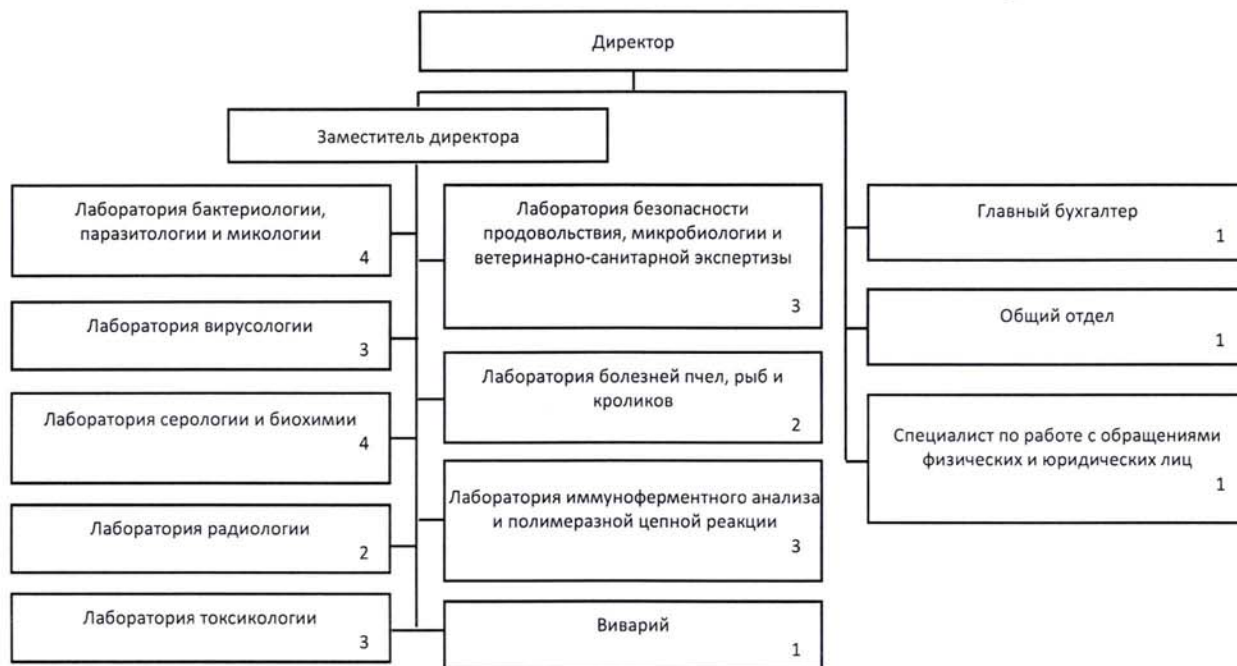 Директор
Заместитель директора
Лаборатория бактериологии,
паразитологии и микологии
4
Лаборатория вирусологии
3
Лаборатория серологии и биохимии
4
Лаборатория радиологии
2
Лаборатория токсикологии
3
Лаборатория безопасности
продовольствия, микробиологии и
ветеринарно-санитарной экспертизы
3
Лаборатория болезней пчел, рыб и
кроликов
2
Лаборатория иммуноферментного анализа
и полимеразной цепной реакции
3
Виварий
1
Главный бухгалтер
1
Общий отдел
1
Специалист по работе с обращениями
физических и юридических лиц
1